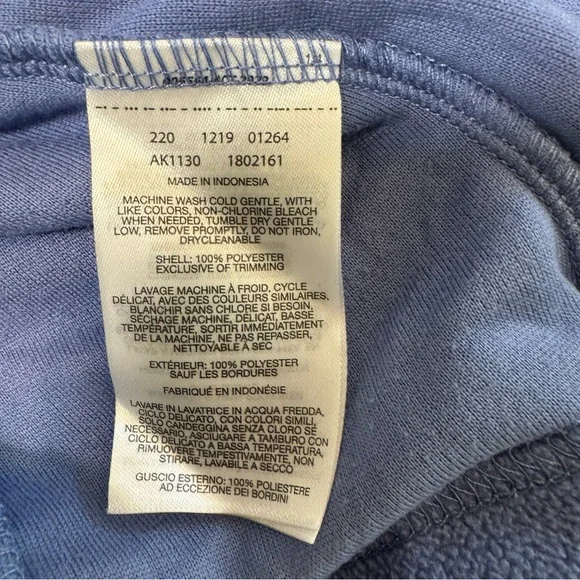 220 1219 01264
AK1130 1802161
MADE IN INDONESIA
MACHINE WASH COLD GENTLE, WITH
LIKE COLORS, NON-CHLORINE BLEACH
WHEN NEEDED, TUMBLE DRY GENTLE
LOW, REMOVE PROMPTLY, DO NOT IRON,
DRYCLEANABLE
SHELL: 100% POLYESTER
EXCLUSIVE OF TRIMMING
LAVAGE MACHINE À FROID, CYCLE
DÉLICAT, AVEC DES COULEURS SIMILAIRES,
BLANCHIR SANS CHLORE SI BESOIN,
SÉCHAGE MACHINE, DÉLICAT, BASSE
TEMPÉRATURE, SORTIR IMMÉDIATEMENT
DE LA MACHINE, NE PAS REPASSER,
NETTOYABLE À SEC
EXTÉRIEUR: 100% POLYESTER
SAUF LES BORDURES
FABRIQUÉ EN INDONÉSIE
LAVARE IN LAVATRICE IN ACQUA FREDDA,
CICLO DELICATO, CON COLORI SIMILI,
SOLO CANDEGGINA SENZA CLORO SE
NECESSARIO, ASCIUGARE A TAMBURO CON
CICLO DELICATO A BASSA TEMPERATURA,
RIMUOVERE TEMPESTIVAMENTE, NON
STIRARE, LAVABILE A SECCO
GUSCIO ESTERNO: 100% POLIESTERE
AD ECCEZIONE DEI BORDINI